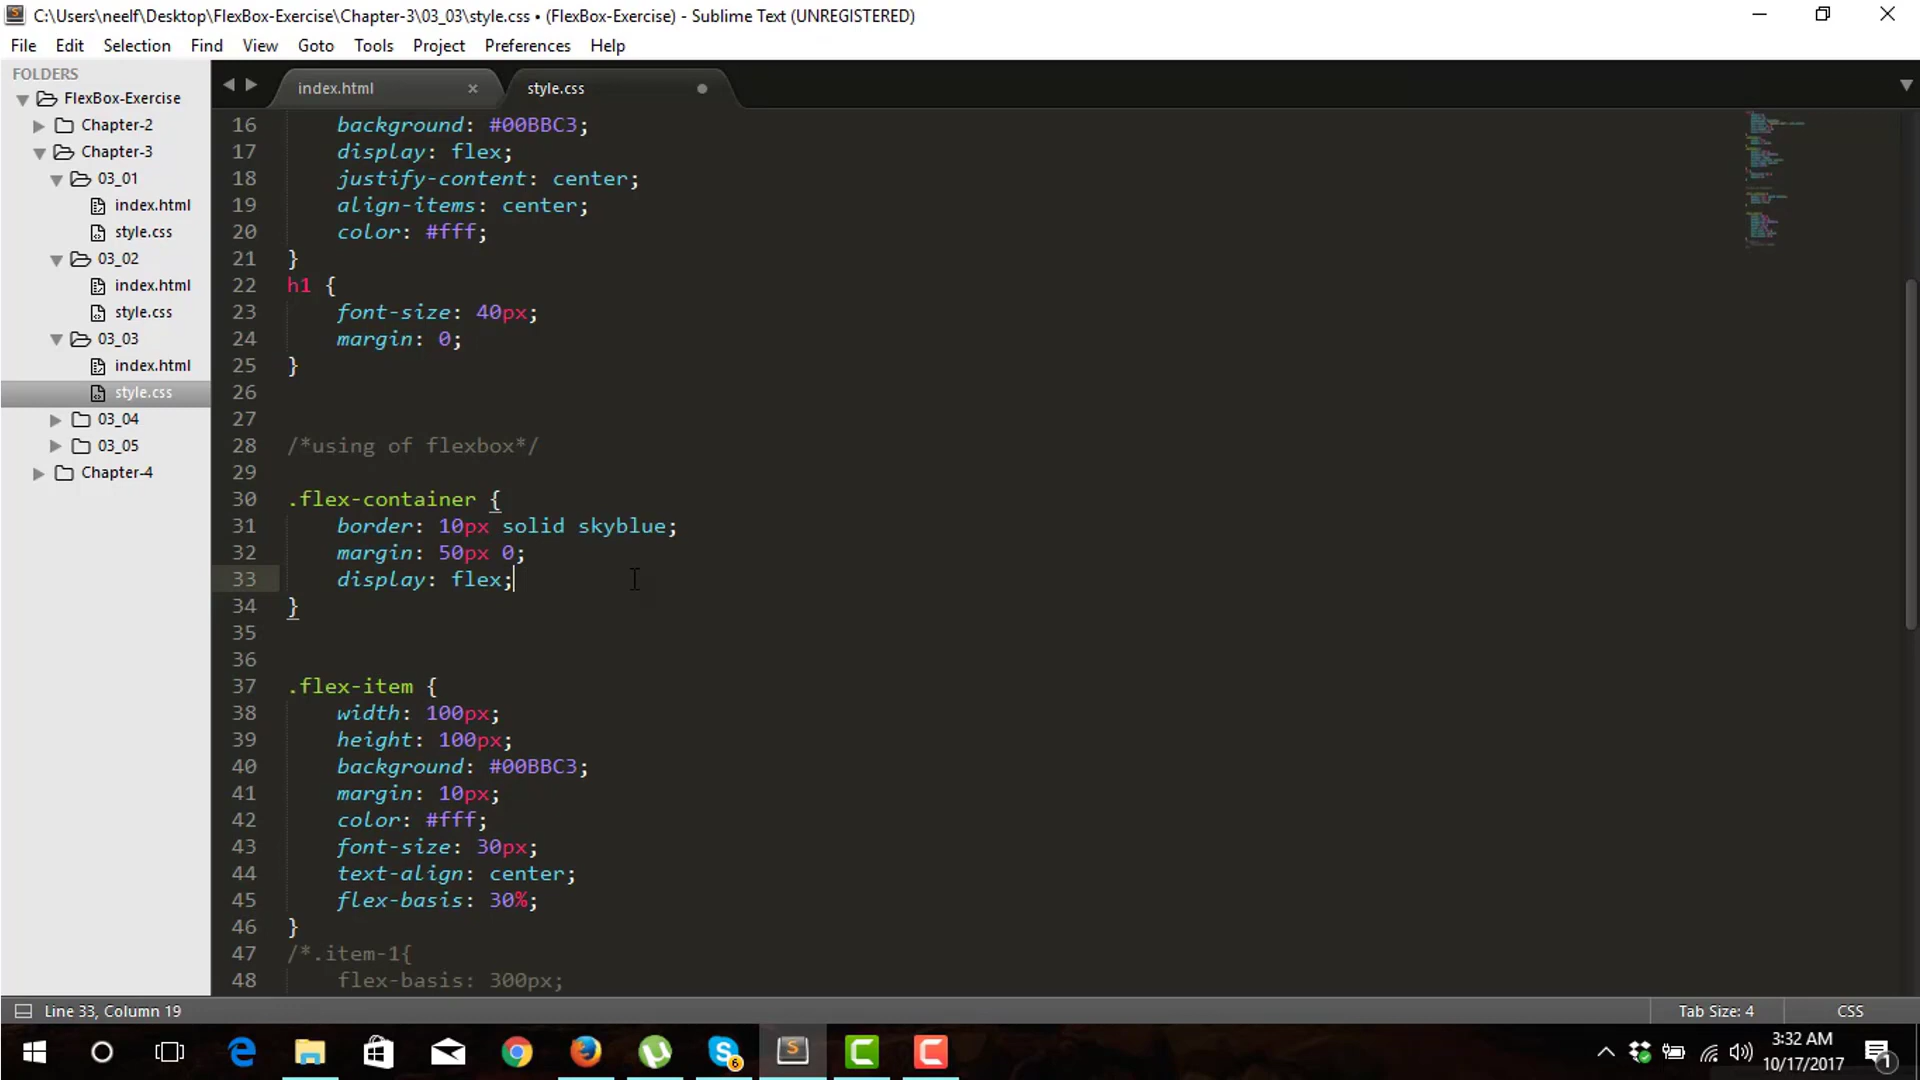 C:\Users\neelf\Desktop\FlexBox-Exercise\Chapter-3\03_03\style.css • (FlexBox-Exercise) - Sublime Text (UNREGISTERED)
File Edit Selection Find View Goto Tools Project Preferences Help
FOLDERS
FlexBox-Exercise
Chapter-2
Chapter-3
03_01
index.html
style.css
03_02
index.html
style.css
03_03
index.html
style.css
03_04
03_05
Chapter-4
index.html × style.css
16 background: #00BBC3;
17 display: flex;
18 justify-content: center;
19 align-items: center;
20 color: #fff;
21 }
22 h1 {
23 font-size: 40px;
24 margin: 0;
25 }
26
27
28 /*using of flexbox*/
29
30 .flex-container {
31 border: 10px solid skyblue;
32 margin: 50px 0;
33 display: flex;
34 }
35
36
37 .flex-item {
38 width: 100px;
39 height: 100px;
40 background: #00BBC3;
41 margin: 10px;
42 color: #fff;
43 font-size: 30px;
44 text-align: center;
45 flex-basis: 30%;
46 }
47 /*.item-1{
48 flex-basis: 300px;
Line 33, Column 19 Tab Size: 4 CSS
3:32 AM
10/17/2017
6
1